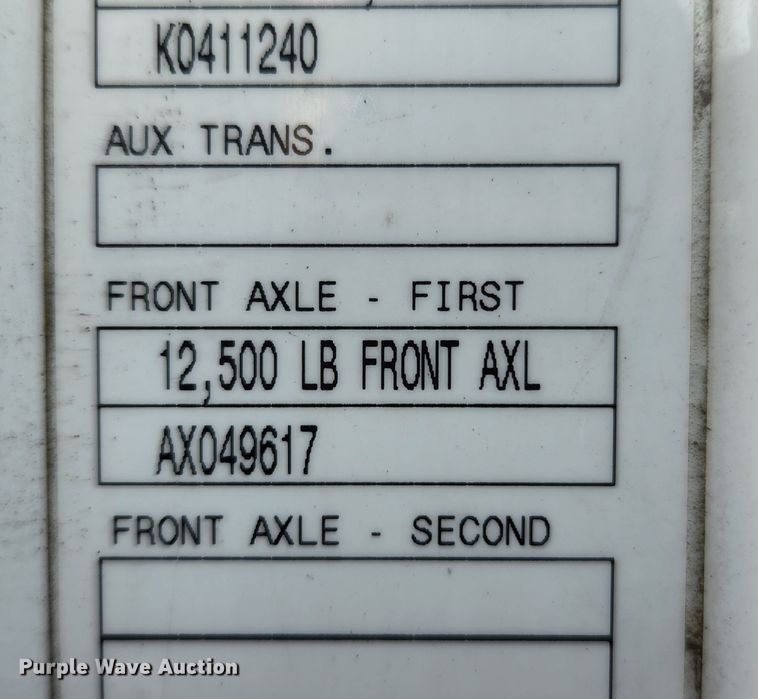 K0411240
AUX TRANS.
FRONT AXLE - FIRST
12,500 LB FRONT AXL
AX049617
FRONT AXLE - SECOND
Purple Wave Auction